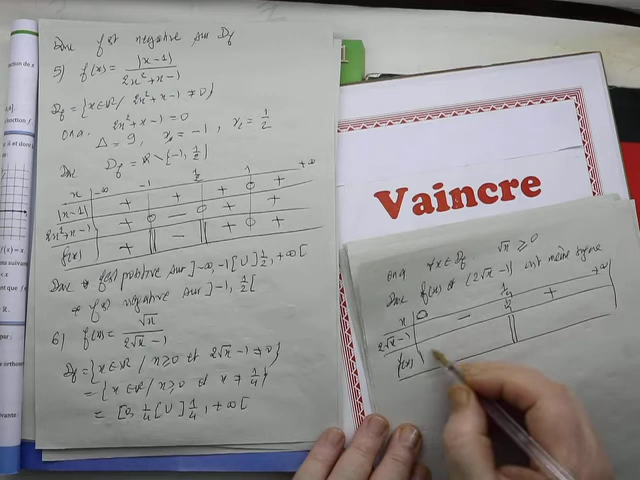 Donc f est negative sur Df
5) f(x) = |x-1| / 2x²+x-1
Df = {x∈ℝ / 2x²+x-1 ≠ 0}
on a. 2x²+x-1 = 0
Δ = 9, x₁ = -1, x₂ = 1/2
Donc Df = ℝ \ {-1, 1/2}
x -∞ -1 1/2 1 +∞
|x-1| + + + 0 +
2x²+x-1 + 0 - 0 + +
f(x) + || - || + 0 +
Donc * f est positive sur ]-∞, -1[ U ]1/2, +∞[
* f est negative sur ]-1, 1/2[
6) f(x) = √x / 2√x-1
Df = {x∈ℝ / x≥0 et 2√x-1 ≠ 0}
= {x∈ℝ / x≥0 et x ≠ 1/4}
= [0, 1/4[ U ]1/4, +∞[
Vaincre
on a ∀x∈Df √x ≥ 0
Donc f(x) et (2√x-1) ont même signe
x 0 1/4 +∞
2√x-1 - +
f(x)